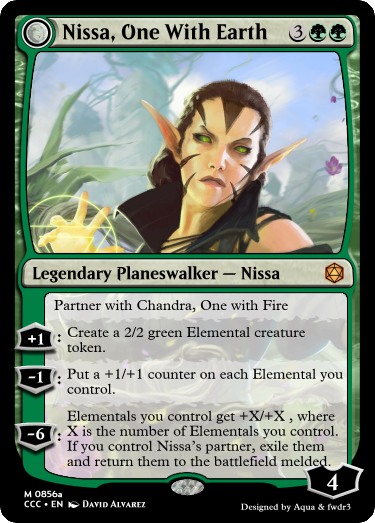 Nissa, One With Earth 3
Legendary Planeswalker — Nissa
Partner with Chandra, One with Fire
+1: Create a 2/2 green Elemental creature
token.
-1: Put a +1/+1 counter on each Elemental you
control.
Elementals you control get +X/+X , where
-6: X is the number of Elementals you control.
If you control Nissa's partner, exile them
and return them to the battlefield melded.
4
M 0856a
CCC • EN David Alvarez
Designed by Aqua & fwdr3